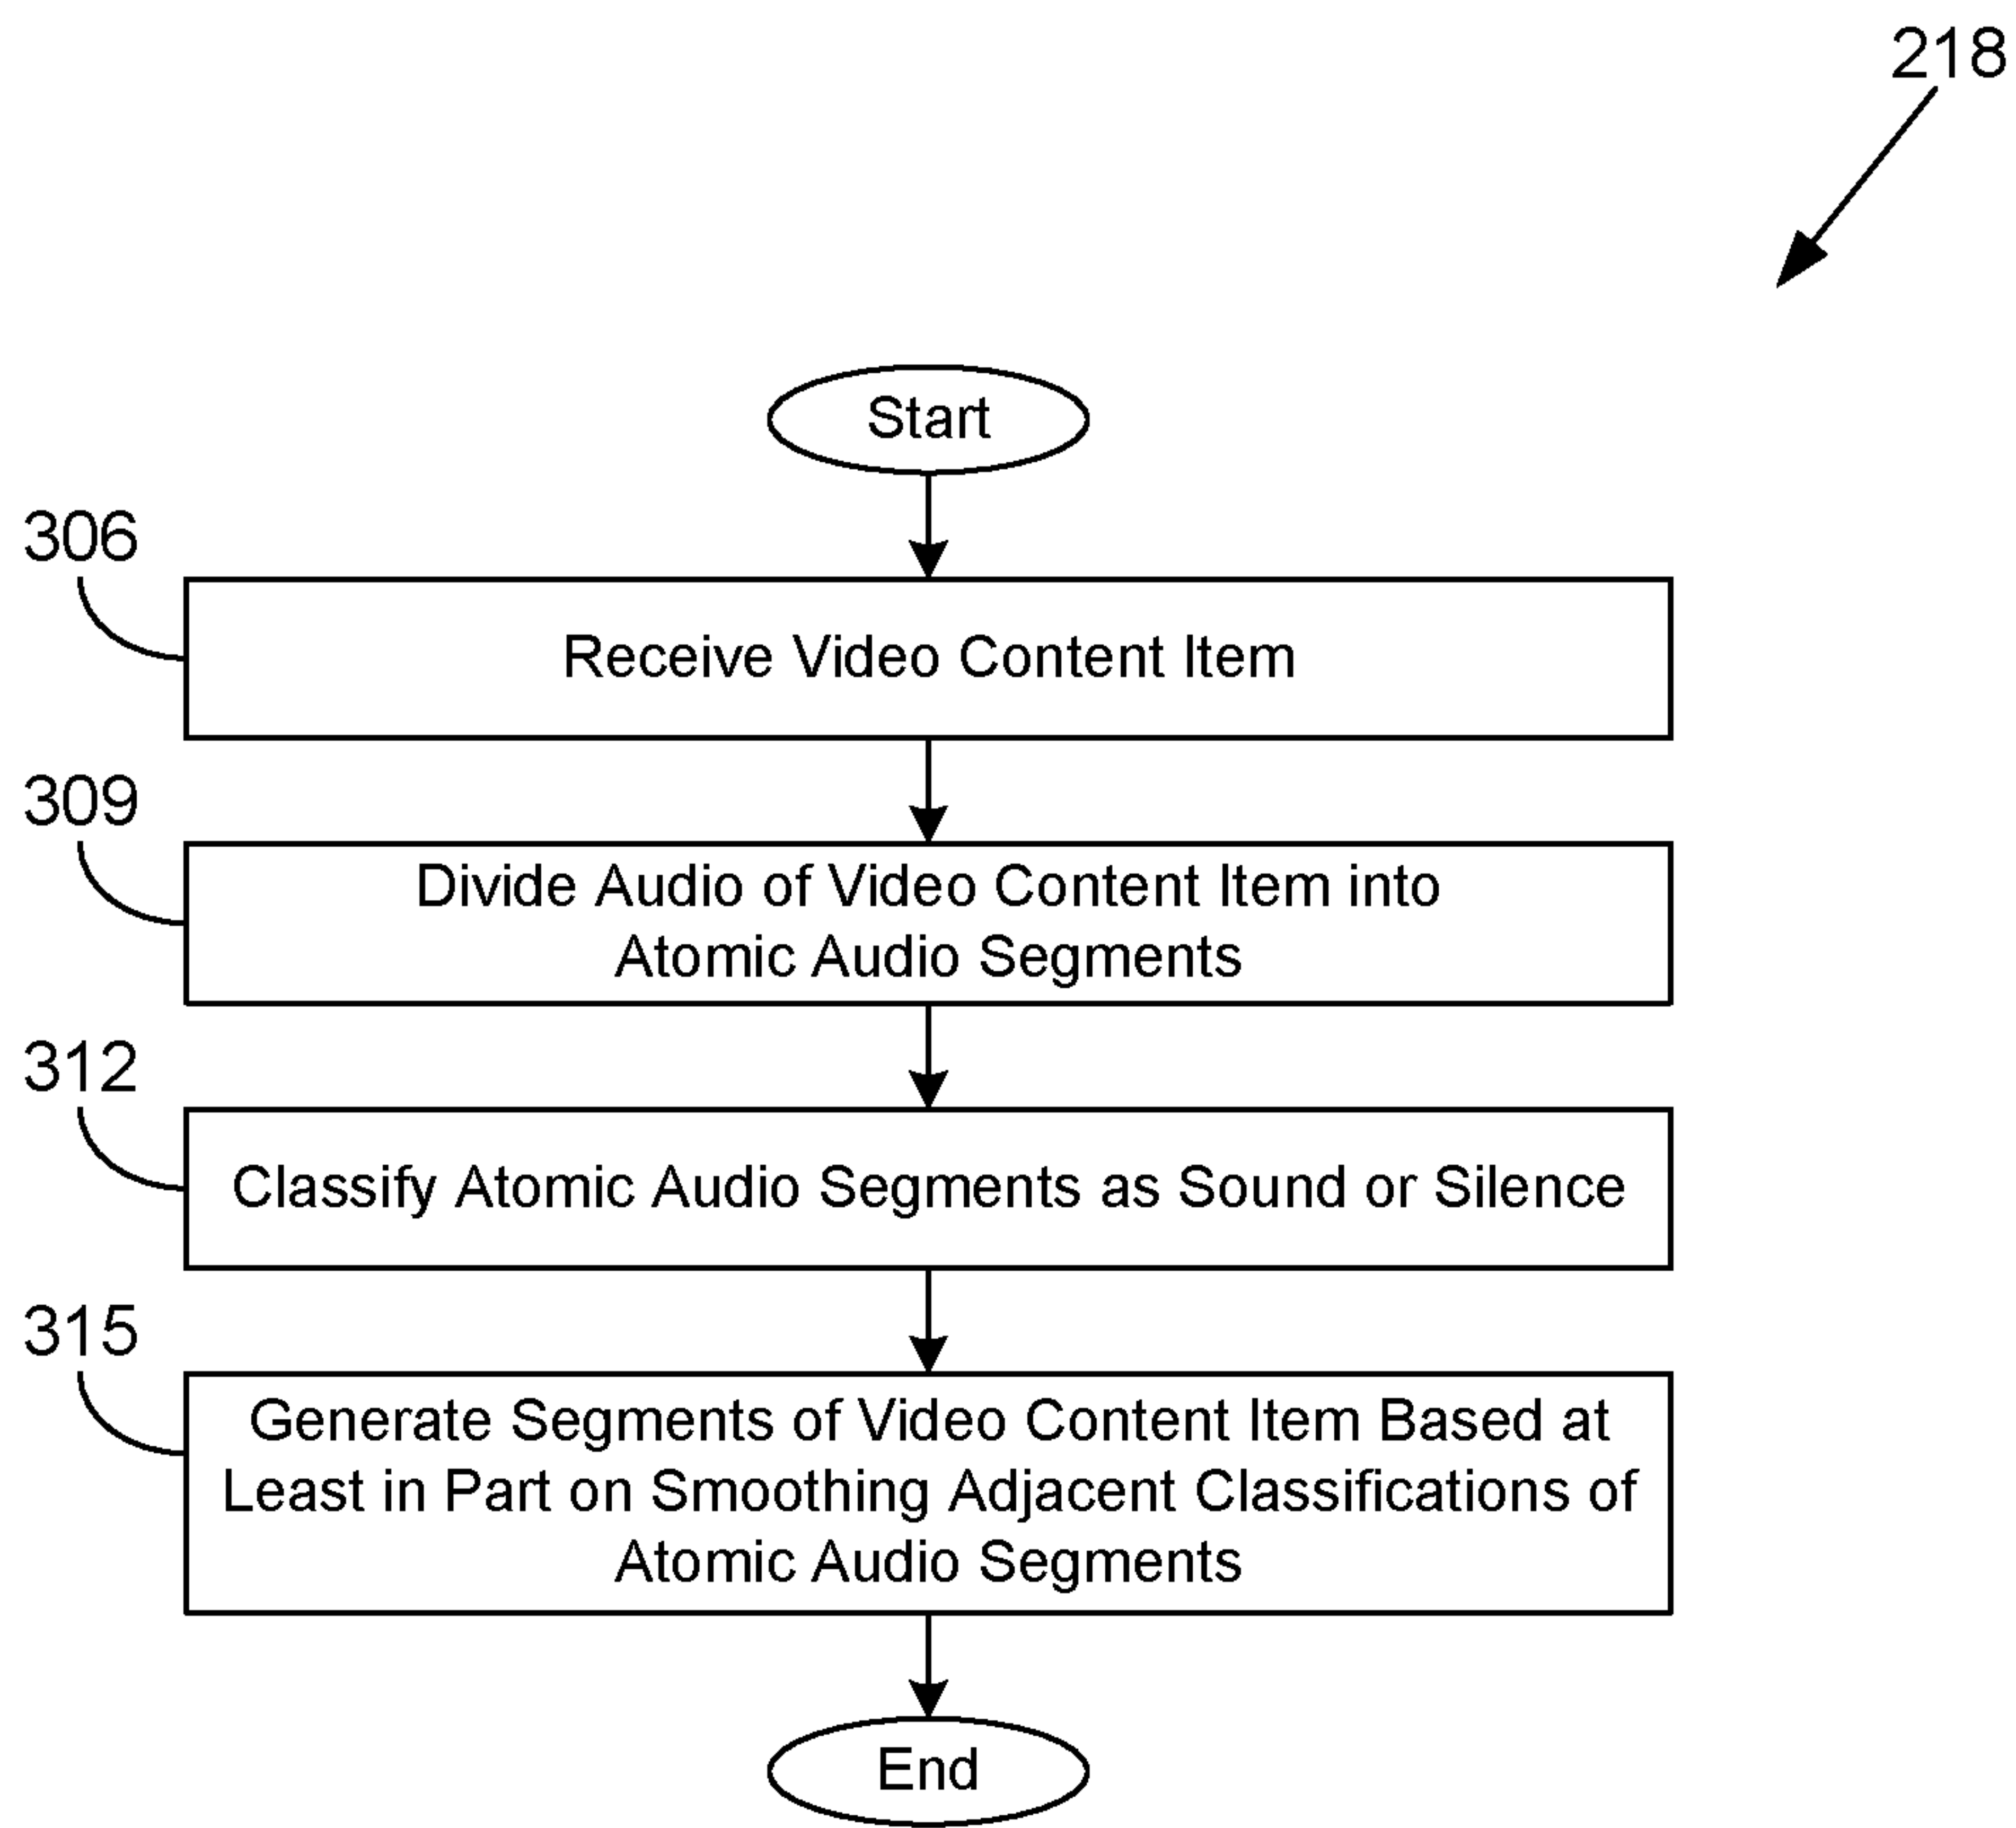 218
Start
306
Receive Video Content Item
309
Divide Audio of Video Content Item into
Atomic Audio Segments
312
Classify Atomic Audio Segments as Sound or Silence
315
Generate Segments of Video Content Item Based at
Least in Part on Smoothing Adjacent Classifications of
Atomic Audio Segments
End